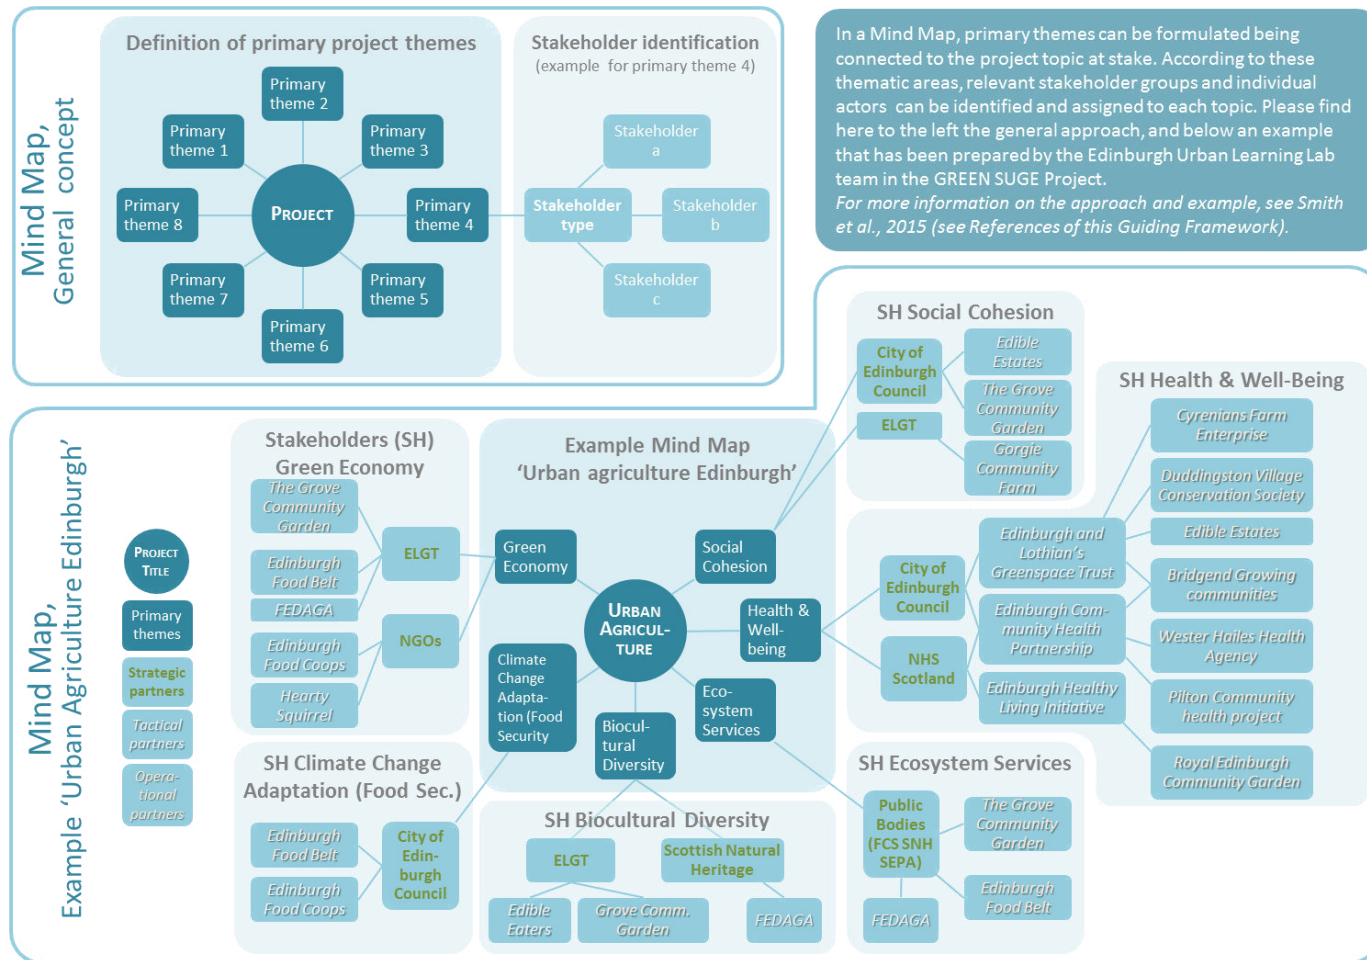 Mind Map,
General concept
Definition of primary project themes
Primary
theme 2
Primary
theme 1
Primary
theme 3
Primary
theme 8
PROJECT
Primary
theme 4
Primary
theme 7
Primary
theme 5
Primary
theme 6
Stakeholder identification
(example for primary theme 4)
Stakeholder
a
Stakeholder
type
Stakeholder
b
Stakeholder
c
In a Mind Map, primary themes can be formulated being
connected to the project topic at stake. According to these
thematic areas, relevant stakeholder groups and individual
actors can be identified and assigned to each topic. Please find
here to the left the general approach, and below an example
that has been prepared by the Edinburgh Urban Learning Lab
team in the GREEN SUGE Project.
For more information on the approach and example, see Smith
et al., 2015 (see References of this Guiding Framework).
Mind Map,
Example ‘Urban Agriculture Edinburgh’
PROJECT
TITLE
Primary
themes
Strategic
partners
Tactical
partners
Opera-
tional
partners
Stakeholders (SH)
Green Economy
The Grove
Community
Garden
Edinburgh
Food Belt
FEDAGA
ELGT
Edinburgh
Food Coops
Hearty
Squirrel
NGOs
SH Climate Change
Adaptation (Food Sec.)
Edinburgh
Food Belt
Edinburgh
Food Coops
City of
Edin-
burgh
Council
Example Mind Map
‘Urban agriculture Edinburgh’
Green
Economy
Social
Cohesion
URBAN
AGRICUL-
TURE
Health &
Well-
being
Climate
Change
Adapta-
tion (Food
Security
Biocul-
tural
Diversity
Eco-
system
Services
SH Biocultural Diversity
ELGT
Scottish Natural
Heritage
Edible
Eaters
Grove Comm.
Garden
FEDAGA
SH Social Cohesion
City of
Edinburgh
Council
ELGT
Edible
Estates
The Grove
Community
Garden
Gorgie
Community
Farm
SH Health & Well-Being
City of
Edinburgh
Council
NHS
Scotland
Edinburgh and
Lothian’s
Greenspace Trust
Edinburgh Com-
munity Health
Partnership
Edinburgh Healthy
Living Initiative
Cyrenians Farm
Enterprise
Duddingston Village
Conservation Society
Edible Estates
Bridgend Growing
communities
Wester Hailes Health
Agency
Pilton Community
health project
Royal Edinburgh
Community Garden
SH Ecosystem Services
Public
Bodies
(FCS SNH
SEPA)
The Grove
Community
Garden
FEDAGA
Edinburgh
Food Belt